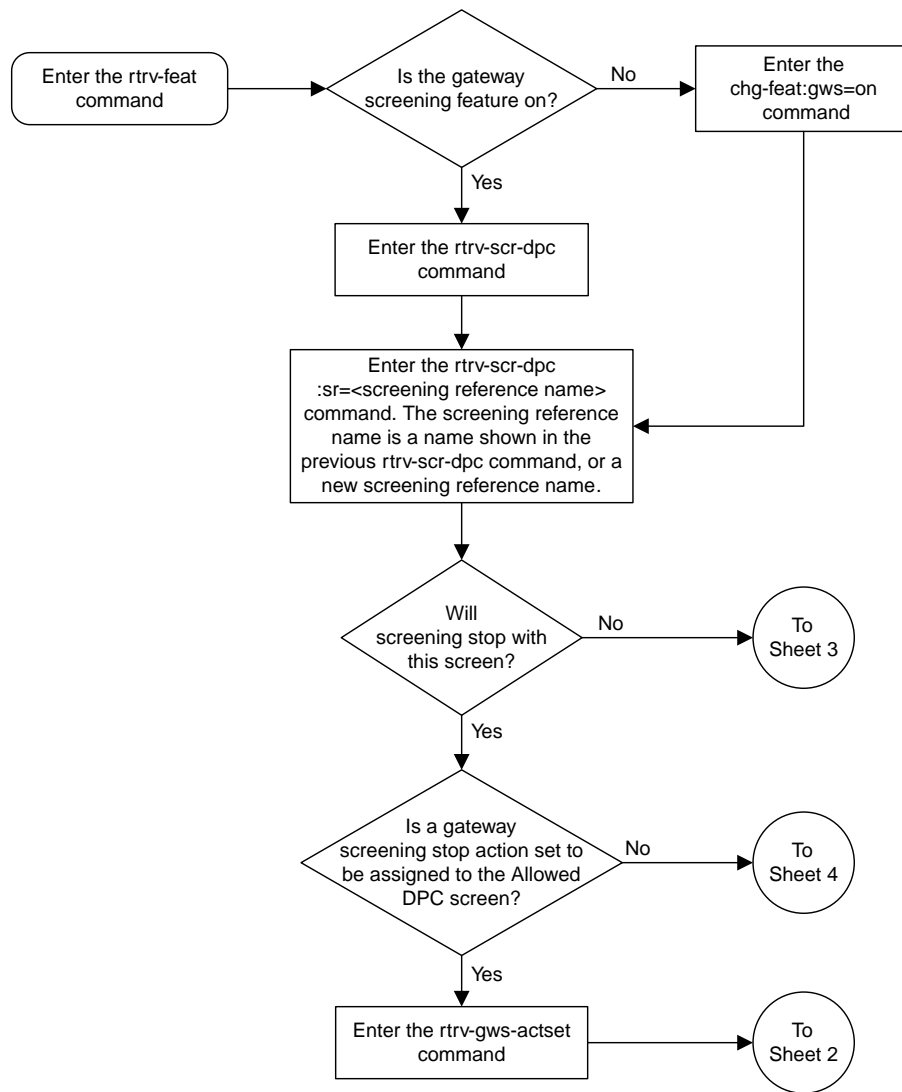 Enter the rtrv-feat
command
Is the gateway
screening feature on?
No
Enter the
chg-feat:gws=on
command
Yes
Enter the rtrv-scr-dpc
command
Enter the rtrv-scr-dpc
:sr=<screening reference name>
command. The screening reference
name is a name shown in the
previous rtrv-scr-dpc command, or a
new screening reference name.
Will
screening stop with
this screen?
No
To
Sheet 3
Yes
Is a gateway
screening stop action set to
be assigned to the Allowed
DPC screen?
No
To
Sheet 4
Yes
Enter the rtrv-gws-actset
command
To
Sheet 2